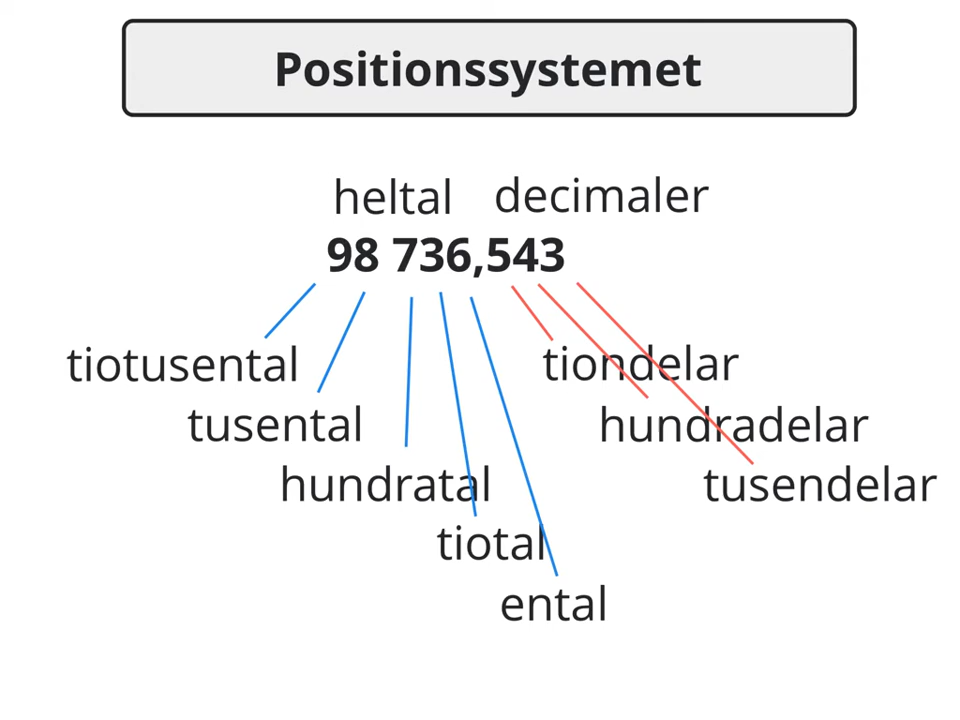 Positionssystemet
heltal decimaler
98 736,543
tiotusental tiondelar
tusental hundradelar
hundratal tusendelar
tiotal
ental